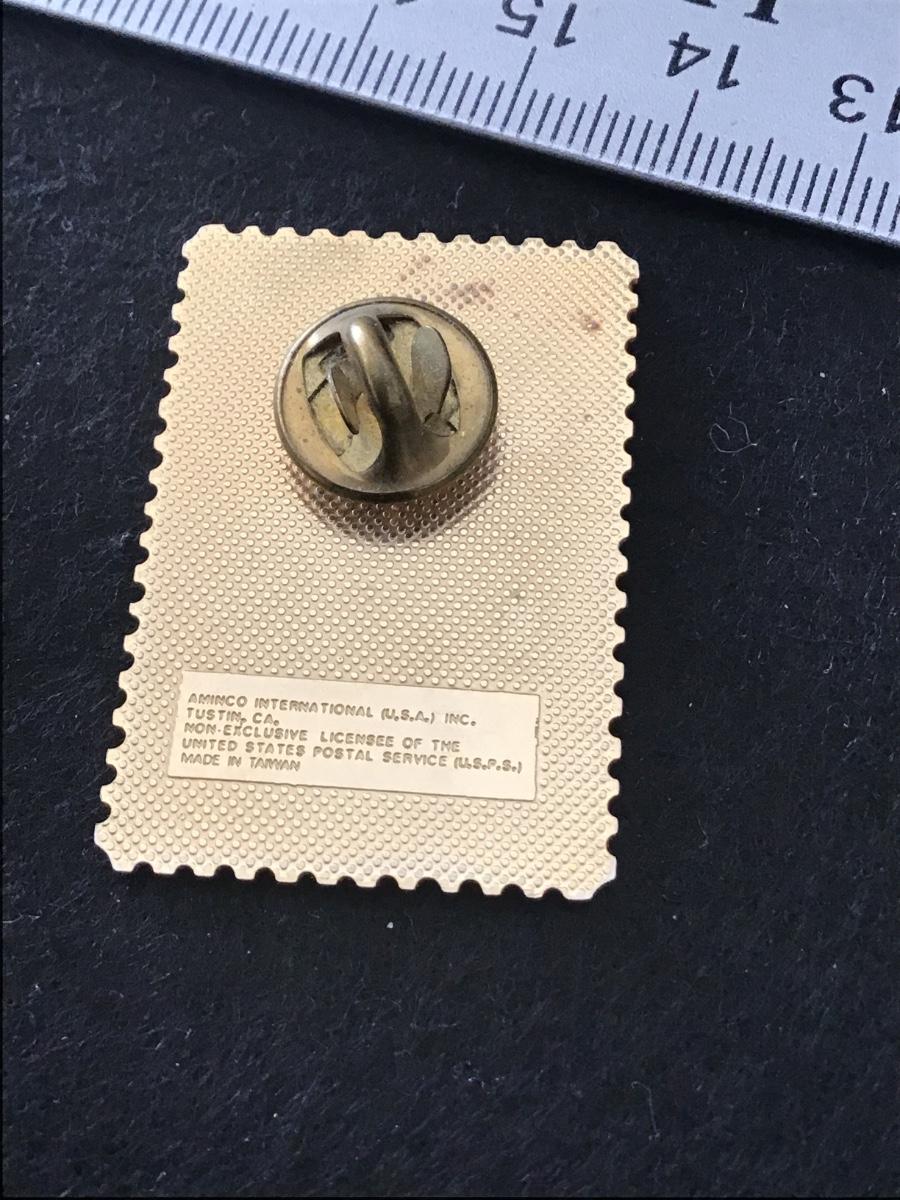 15
14
13
AMINCO INTERNATIONAL (U.S.A.) INC.
TUSTIN, CA.
NON-EXCLUSIVE LICENSEE OF THE
UNITED STATES POSTAL SERVICE (U.S.P.S.)
MADE IN TAIWAN